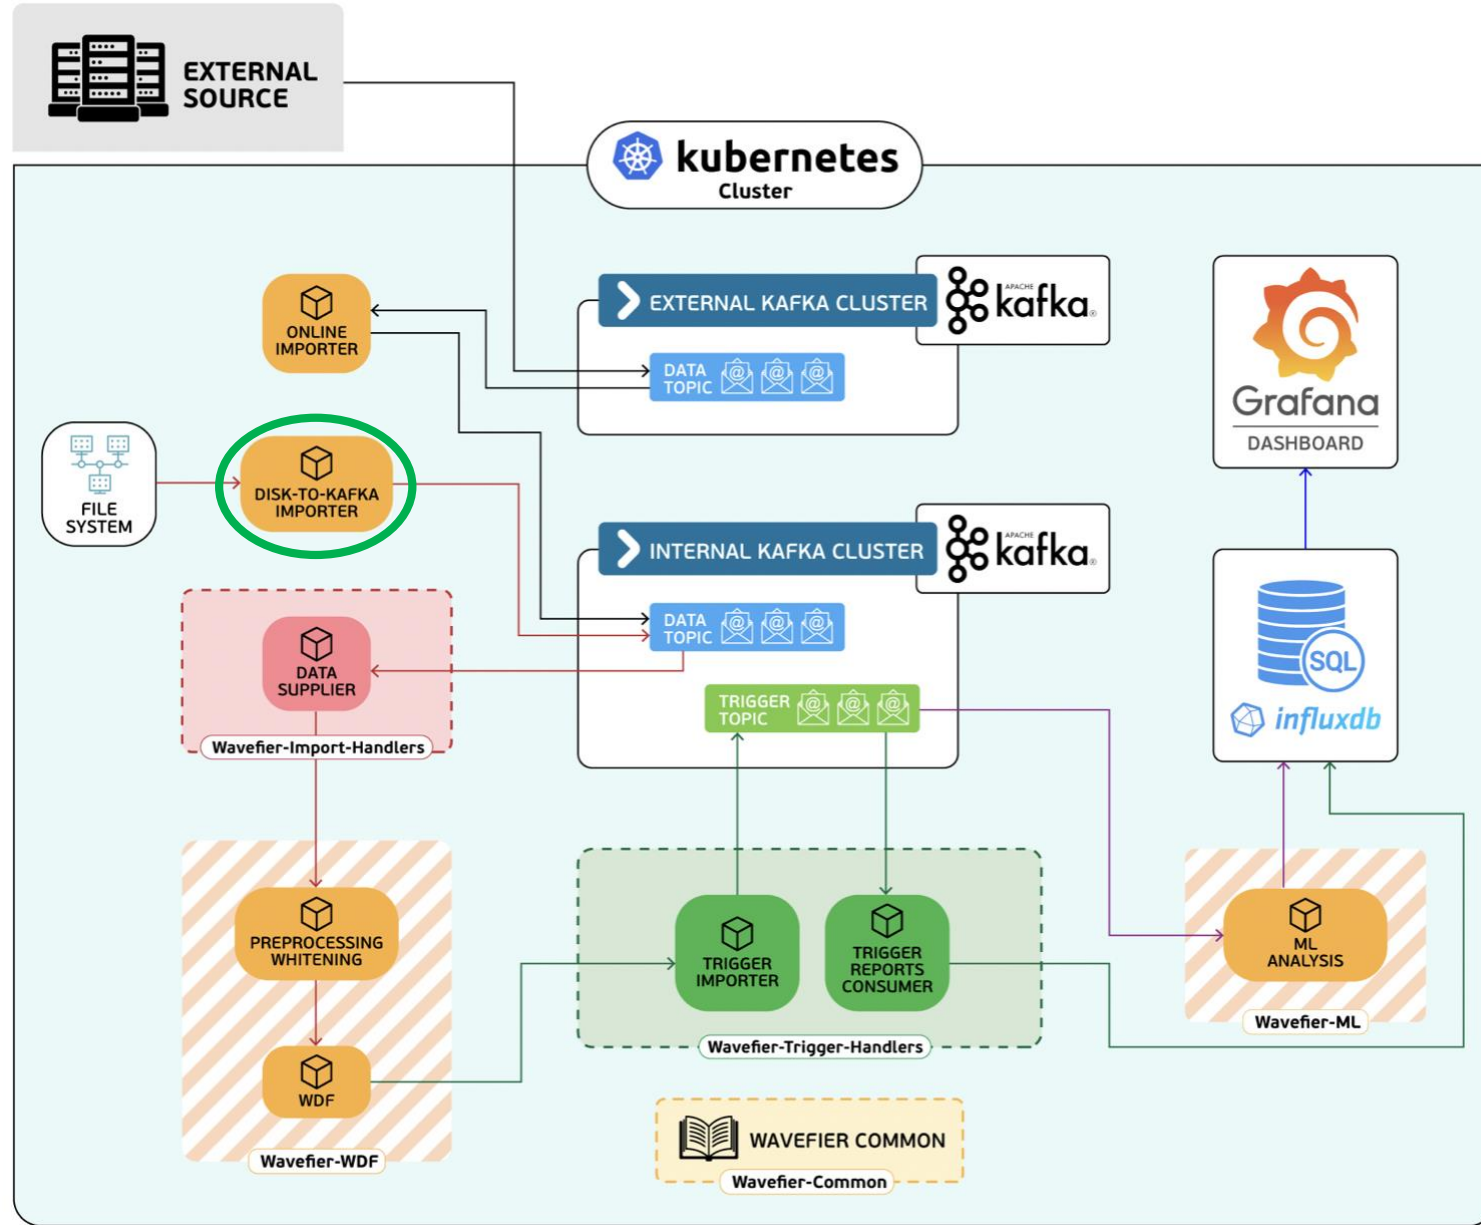 EXTERNAL
SOURCE
kubernetes
Cluster
EXTERNAL KAFKA CLUSTER
APACHE
kafka®
DATA
TOPIC
ONLINE
IMPORTER
Grafana
DASHBOARD
FILE
SYSTEM
DISK-TO-KAFKA
IMPORTER
INTERNAL KAFKA CLUSTER
APACHE
kafka®
DATA
TOPIC
TRIGGER
TOPIC
DATA
SUPPLIER
Wavefier-Import-Handlers
SQL
influxdb
PREPROCESSING
WHITENING
WDF
Wavefier-WDF
TRIGGER
IMPORTER
TRIGGER
REPORTS
CONSUMER
Wavefier-Trigger-Handlers
ML
ANALYSIS
Wavefier-ML
WAVEFIER COMMON
Wavefier-Common